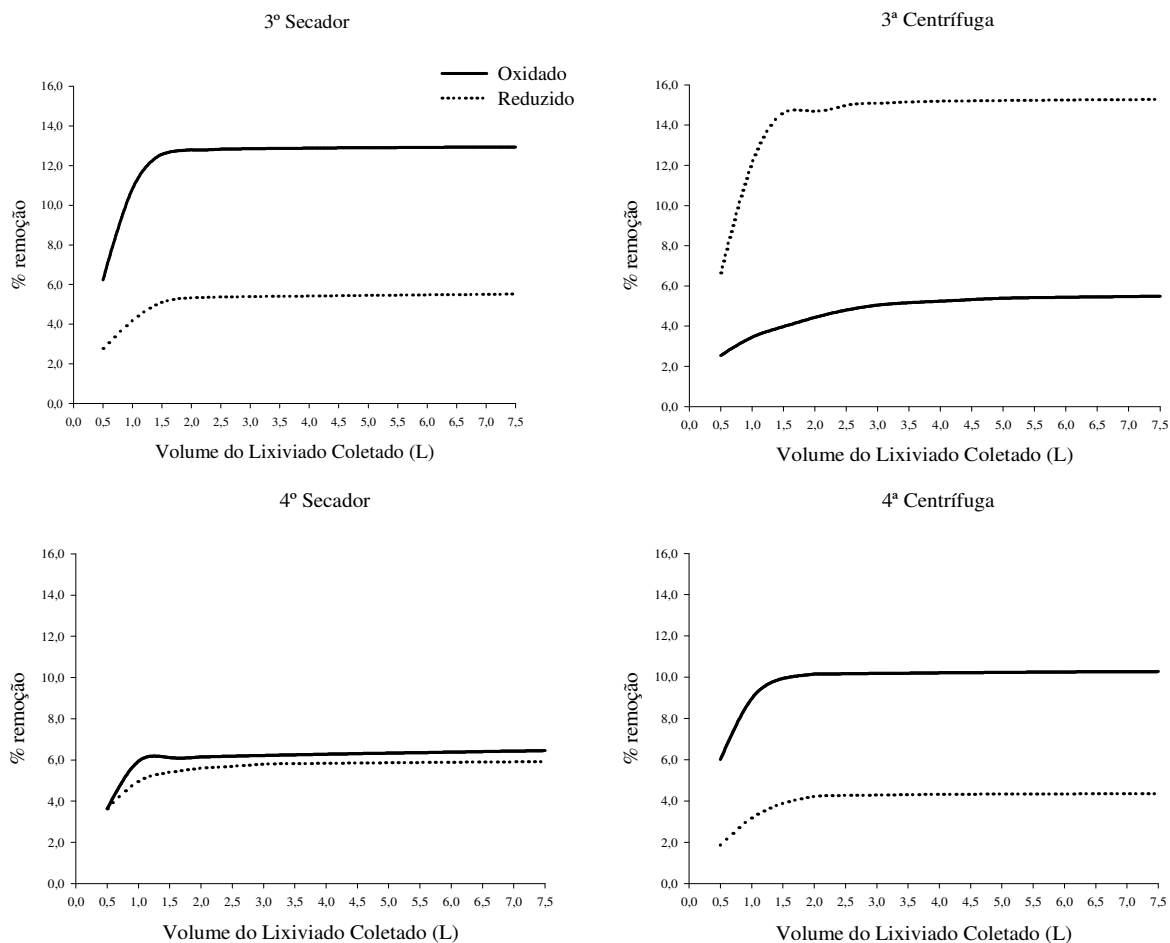 3º Secador
Oxidado
Reduzido
16,0
14,0
12,0
10,0
8,0
6,0
4,0
2,0
0,0
% remoção
0,0 0,5 1,0 1,5 2,0 2,5 3,0 3,5 4,0 4,5 5,0 5,5 6,0 6,5 7,0 7,5
Volume do Lixiviado Coletado (L)
3ª Centrífuga
16,0
14,0
12,0
10,0
8,0
6,0
4,0
2,0
0,0
% remoção
0,0 0,5 1,0 1,5 2,0 2,5 3,0 3,5 4,0 4,5 5,0 5,5 6,0 6,5 7,0 7,5
Volume do Lixiviado Coletado (L)
4º Secador
16,0
14,0
12,0
10,0
8,0
6,0
4,0
2,0
0,0
% remoção
0,0 0,5 1,0 1,5 2,0 2,5 3,0 3,5 4,0 4,5 5,0 5,5 6,0 6,5 7,0 7,5
Volume do Lixiviado Coletado (L)
4ª Centrífuga
16,0
14,0
12,0
10,0
8,0
6,0
4,0
2,0
0,0
% remoção
0,0 0,5 1,0 1,5 2,0 2,5 3,0 3,5 4,0 4,5 5,0 5,5 6,0 6,5 7,0 7,5
Volume do Lixiviado Coletado (L)